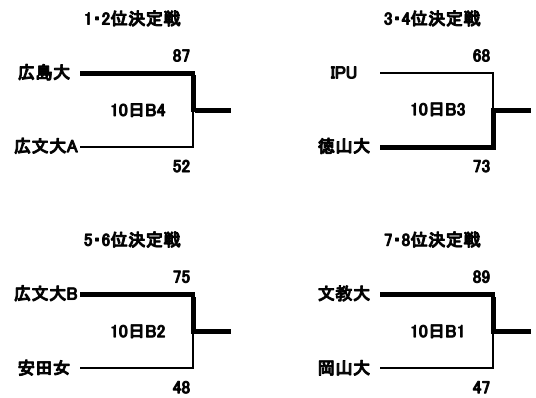 1・2位決定戦
87
広島大
10日B4
広文大A
52
3・4位決定戦
68
IPU
10日B3
徳山大
73
5・6位決定戦
75
広文大B
10日B2
安田女
48
7・8位決定戦
89
文教大
10日B1
岡山大
47